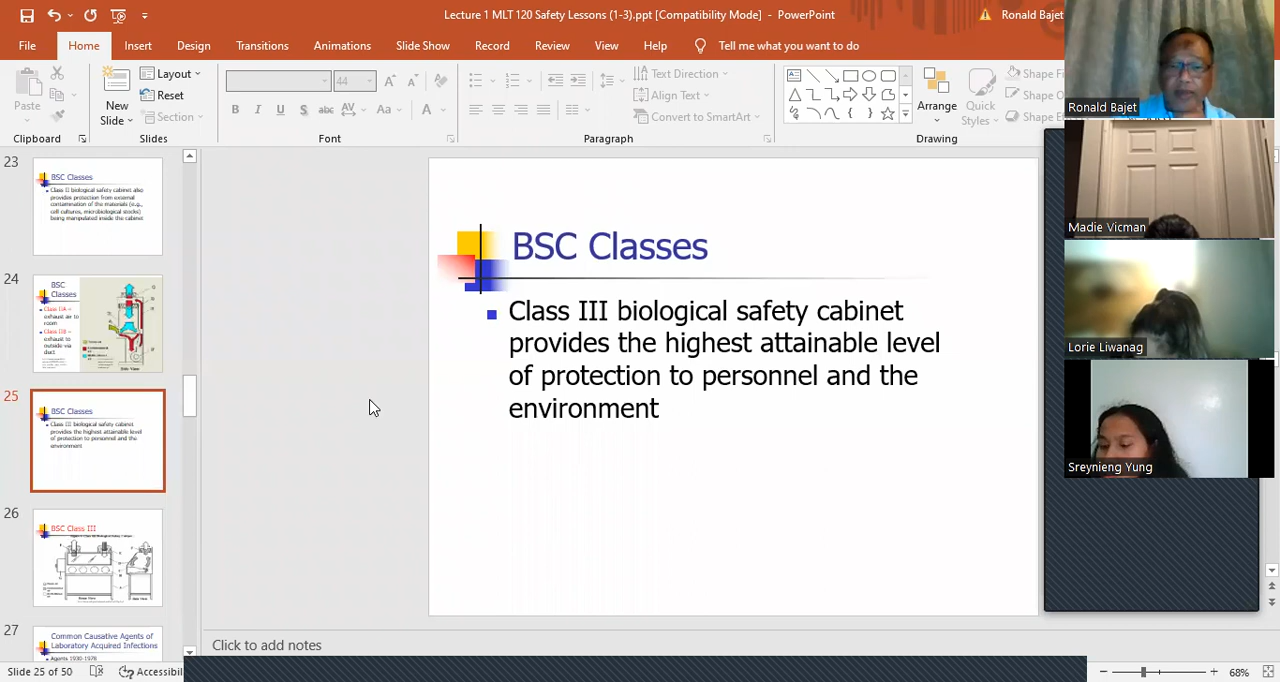 Lecture 1 MLT 120 Safety Lessons (1-3).ppt [Compatibility Mode] - PowerPoint
Ronald Bajet
File Home Insert Design Transitions Animations Slide Show Record Review View Help Tell me what you want to do
Paste
Clipboard
New
Slide
Layout
Reset
Section
Slides
44
B I U S abc AV Aa A
Font
Text Direction
Align Text
Convert to SmartArt
Paragraph
Arrange
Quick
Styles
Shape Fi
Shape O
Shape Ef
Drawing
Ronald Bajet
Madie Vicman
Lorie Liwanag
Sreynieng Yung
23
BSC Classes
Class II biological safety cabinet also
provides protection from external
contamination of the materials (e.g.,
cell cultures, microbiological stocks)
being manipulated inside the cabinet
24
BSC
Classes
Class IIA –
exhaust air to
room
Class IIB –
exhaust to
outside via
duct
25
BSC Classes
Class III biological safety cabinet
provides the highest attainable level
of protection to personnel and the
environment
26
BSC Class III
27
Common Causative Agents of
Laboratory Acquired Infections
Agents 1930-1978
BSC Classes
Class III biological safety cabinet
provides the highest attainable level
of protection to personnel and the
environment
Click to add notes
Slide 25 of 50
Accessibil
68%